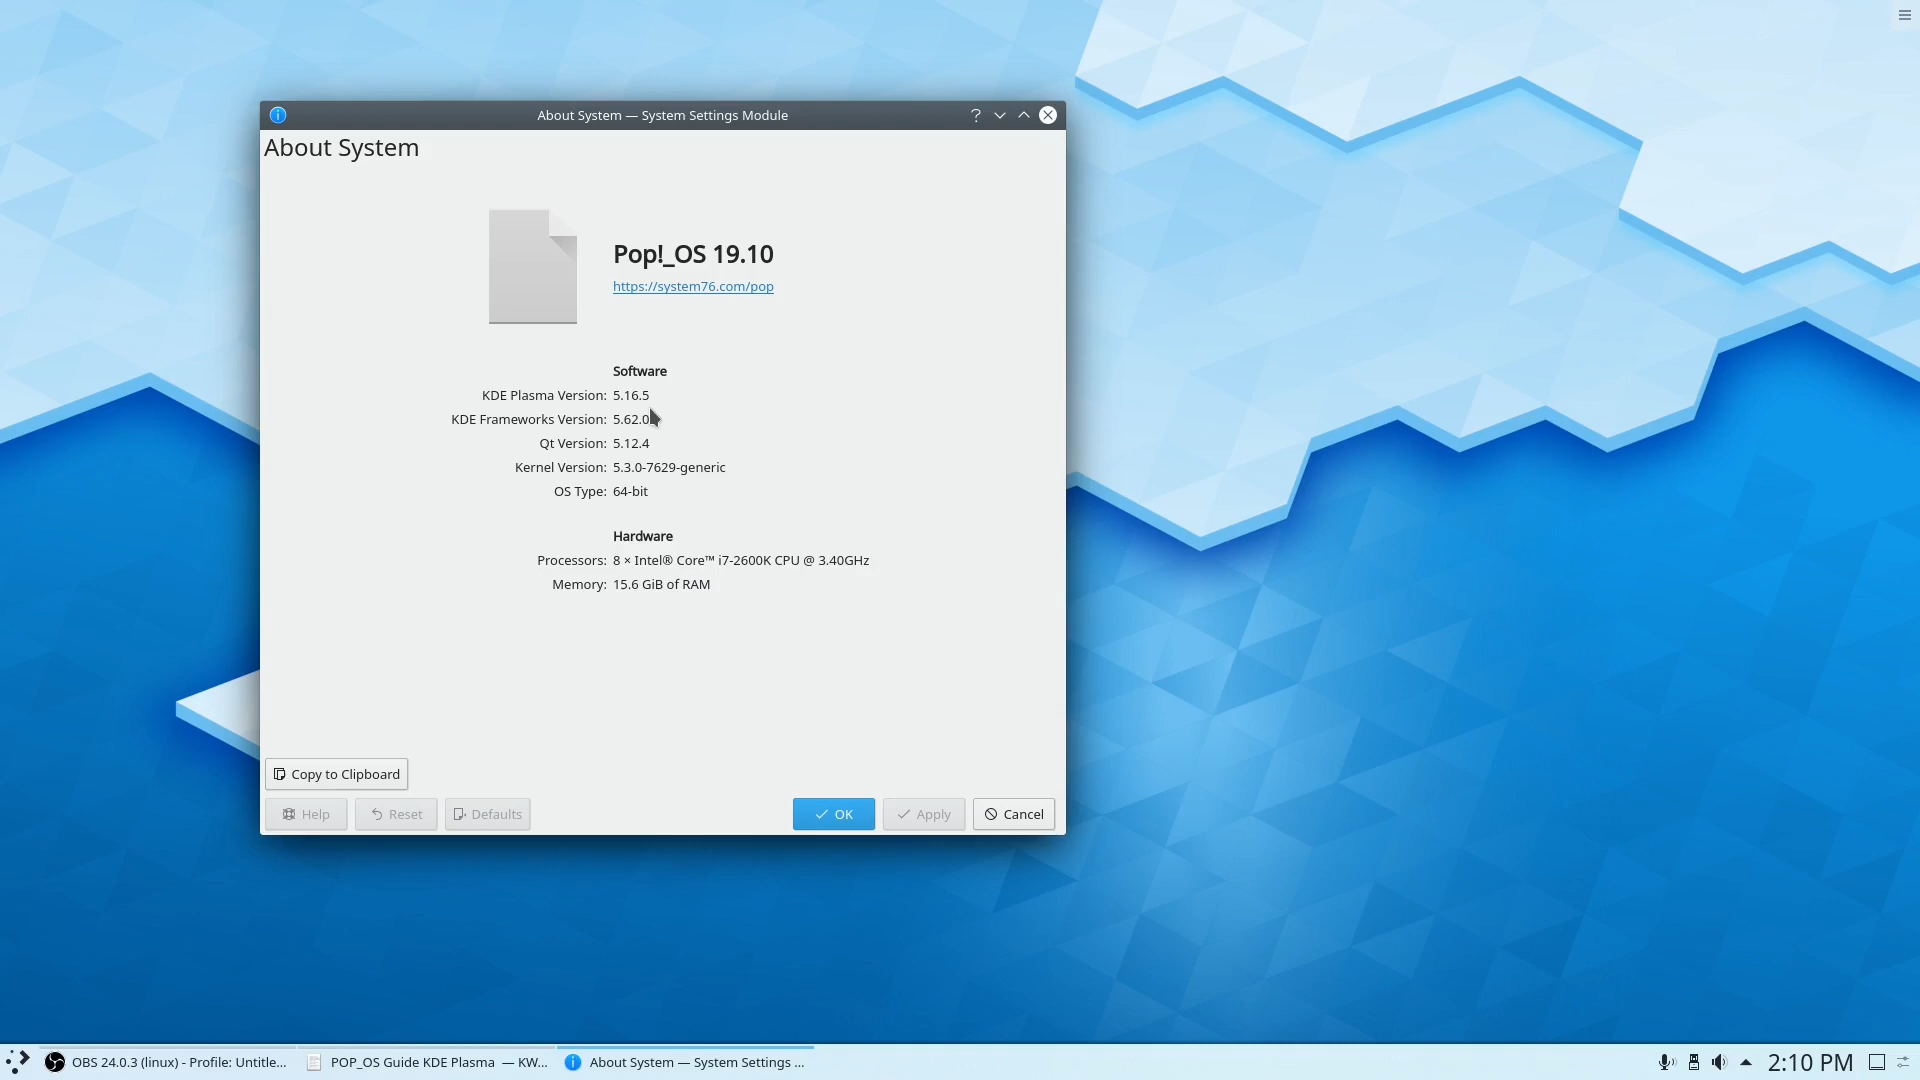 About System — System Settings Module
About System
Pop!_OS 19.10
https://system76.com/pop
Software
KDE Plasma Version: 5.16.5
KDE Frameworks Version: 5.62.0
Qt Version: 5.12.4
Kernel Version: 5.3.0-7629-generic
OS Type: 64-bit
Hardware
Processors: 8 × Intel® Core™ i7-2600K CPU @ 3.40GHz
Memory: 15.6 GiB of RAM
Copy to Clipboard
Help Reset Defaults OK Apply Cancel
OBS 24.0.3 (linux) - Profile: Untitle... POP_OS Guide KDE Plasma — KW... About System — System Settings ... 2:10 PM